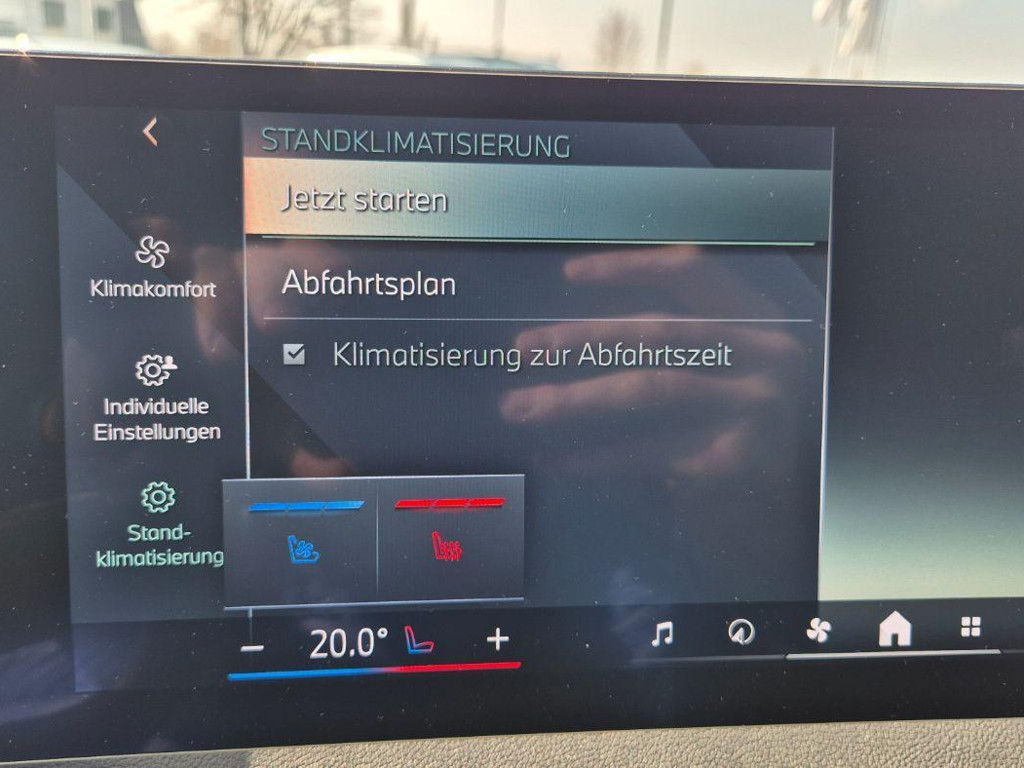 STANDKLIMATISIERUNG
Jetzt starten
Abfahrtsplan
Klimatisierung zur Abfahrtszeit
Klimakomfort
Individuelle
Einstellungen
Stand-
klimatisierung
− 20.0° +